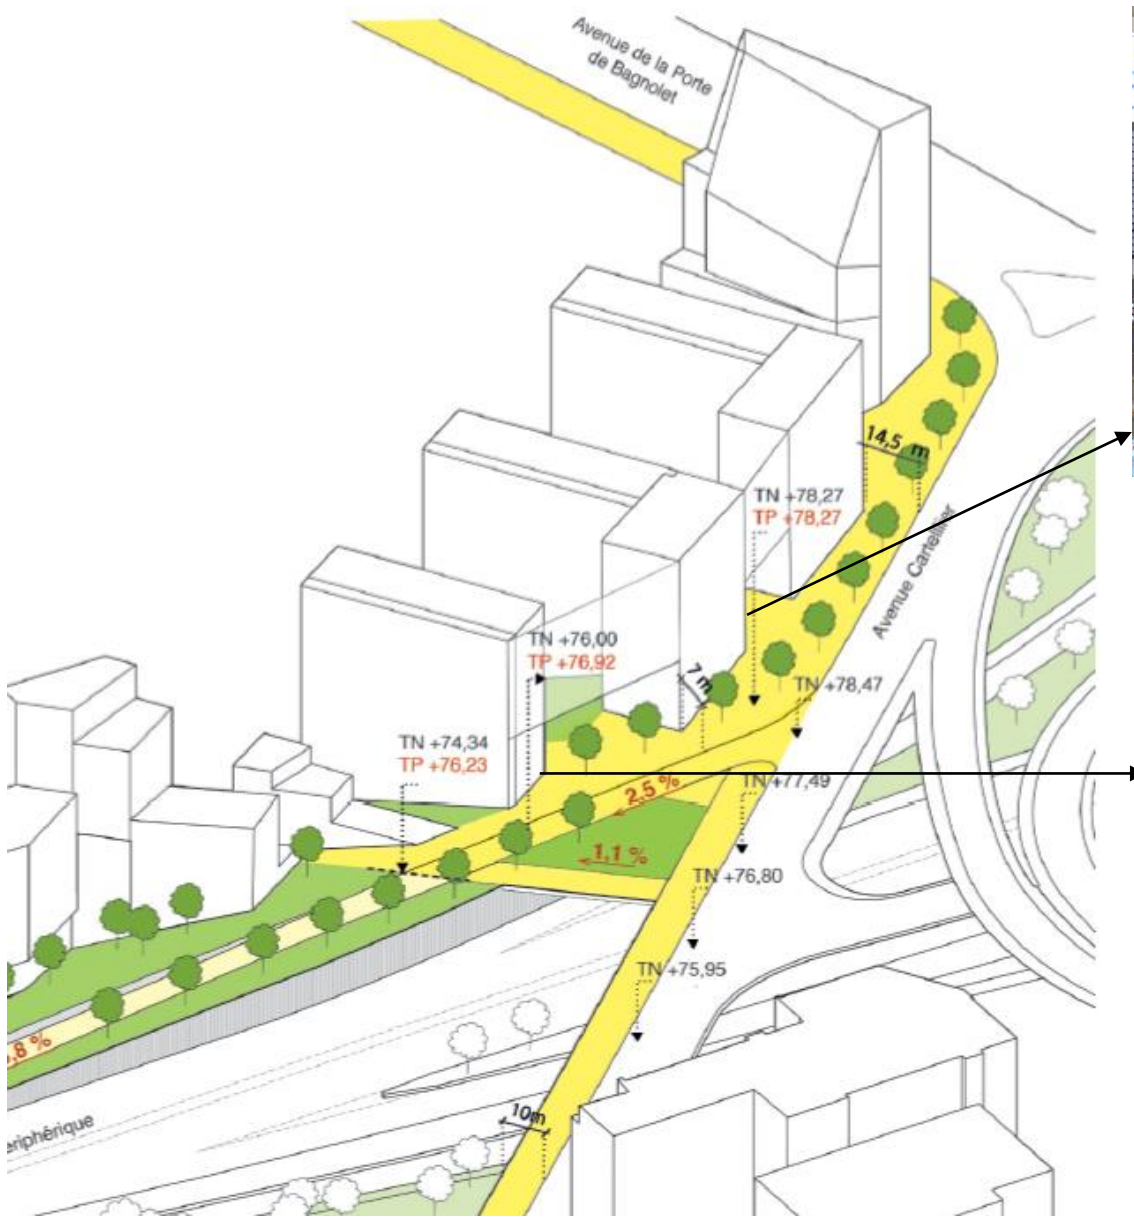 Avenue de la Porte
de Bagnolet
14,5 m
TN +78,27
TP +78,27
Avenue Cartellier
TN +76,00
TP +76,92
7 m
TN +78,47
TN +74,34
TP +76,23
2,5 %
TN +77,49
1,1 %
TN +76,80
TN +75,95
,8 %
eriphêrique
10m